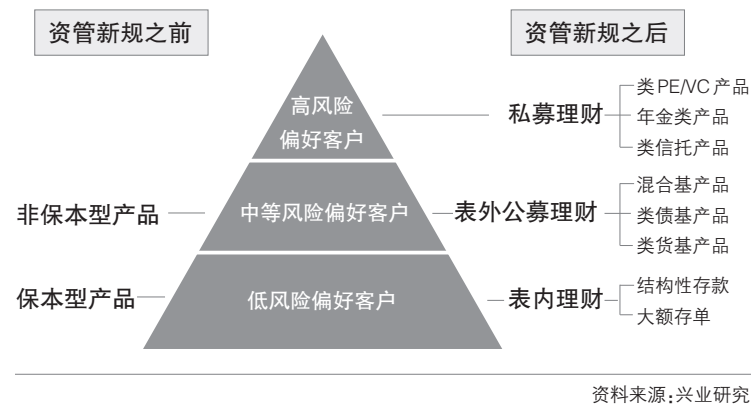 资管新规之前
资管新规之后
高风险
偏好客户
私募理财
类PE/VC产品
年金类产品
类信托产品
非保本型产品
中等风险偏好客户
表外公募理财
混合基产品
类债基产品
类货基产品
保本型产品
低风险偏好客户
表内理财
结构性存款
大额存单
资料来源:兴业研究